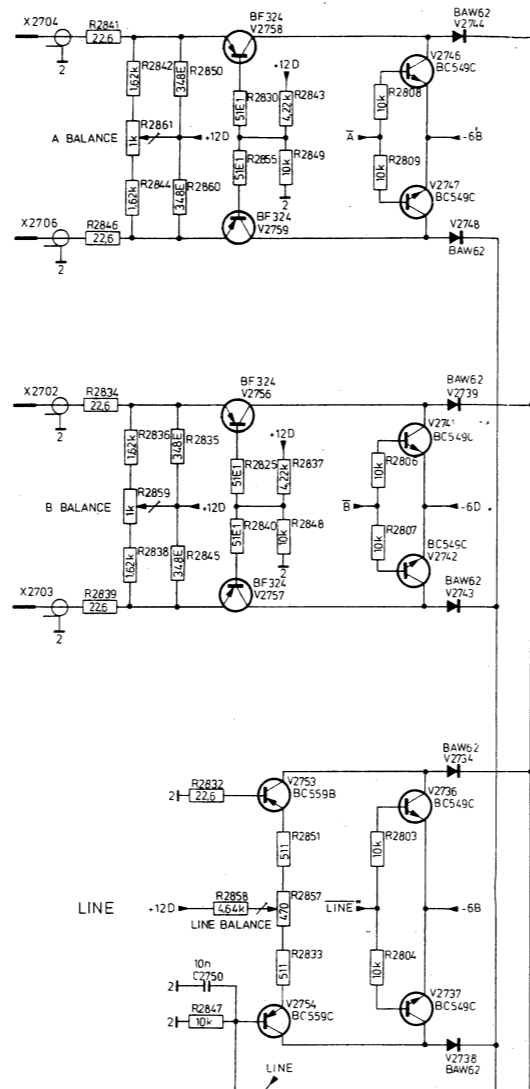 X2704
R2841
22,6
2
BF324
V2758
BAW62
V2744
R2842
1,62k
R2850
348E
+12D
R2830
51E1
R2843
4,22k
V2746
BC549C
R2808
10k
A BALANCE
R2861
1k
+12D
A
-6B
R2855
51E1
R2849
10k
2
R2809
10k
R2844
1,62k
R2860
348E
V2747
BC549C
X2706
R2846
22,6
2
BF324
V2759
V2748
BAW62
X2702
R2834
22,6
2
BF324
V2756
BAW62
V2739
R2836
1,62k
R2835
348E
+12D
R2825
51E1
R2837
4,22k
BC549C
R2806
10k
B BALANCE
R2859
1k
+12D
B
-6D
R2840
51E1
R2848
10k
2
R2807
10k
R2838
1,62k
R2845
348E
BC549C
V2742
X2703
R2839
22,6
2
BF324
V2757
BAW62
V2743
BAW62
V2734
R2832
2
22,6
V2753
BC559B
V2736
BC549C
R2851
511
R2803
10k
LINE
+12D
R2858
4,64k
LINE BALANCE
R2857
470
LINE"
-6B
R2833
511
R2804
10k
10n
2
C2750
R2847
2
10k
V2754
BC559C
V2737
BC549C
LINE
V2738
BAW62